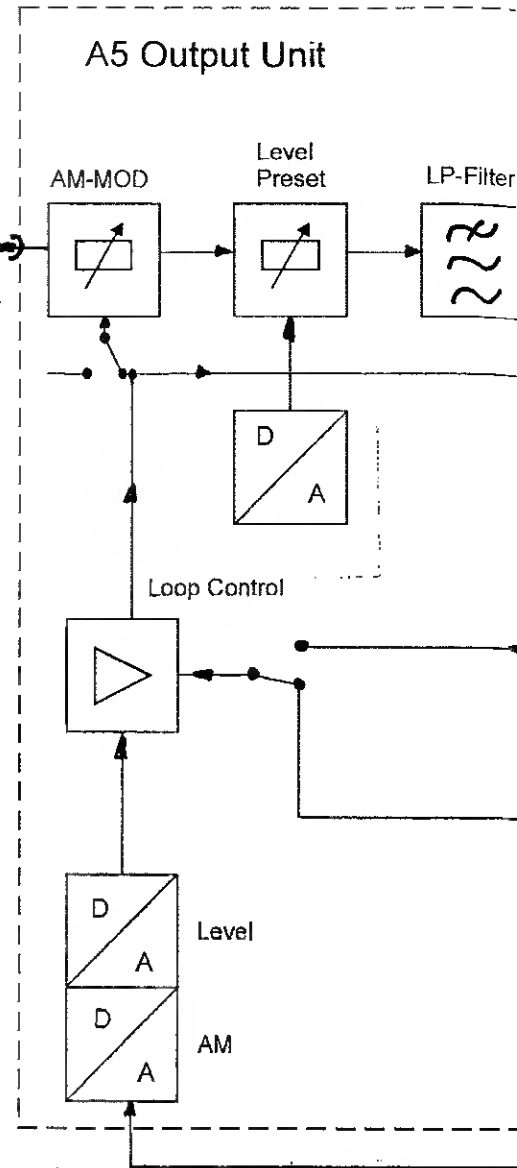 A5 Output Unit
AM-MOD
Level
Preset
LP-Filter
D
A
Loop Control
D
A
Level
D
A
AM